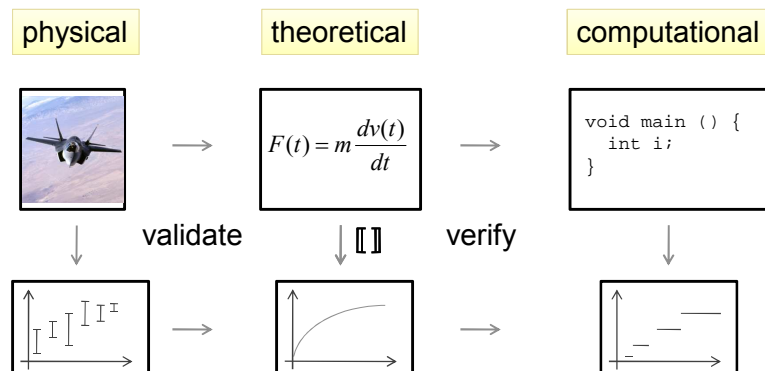 physical
theoretical
computational
F(t) = m dv(t)/dt
void main () {
int i;
}
validate
⟦ ⟧
verify